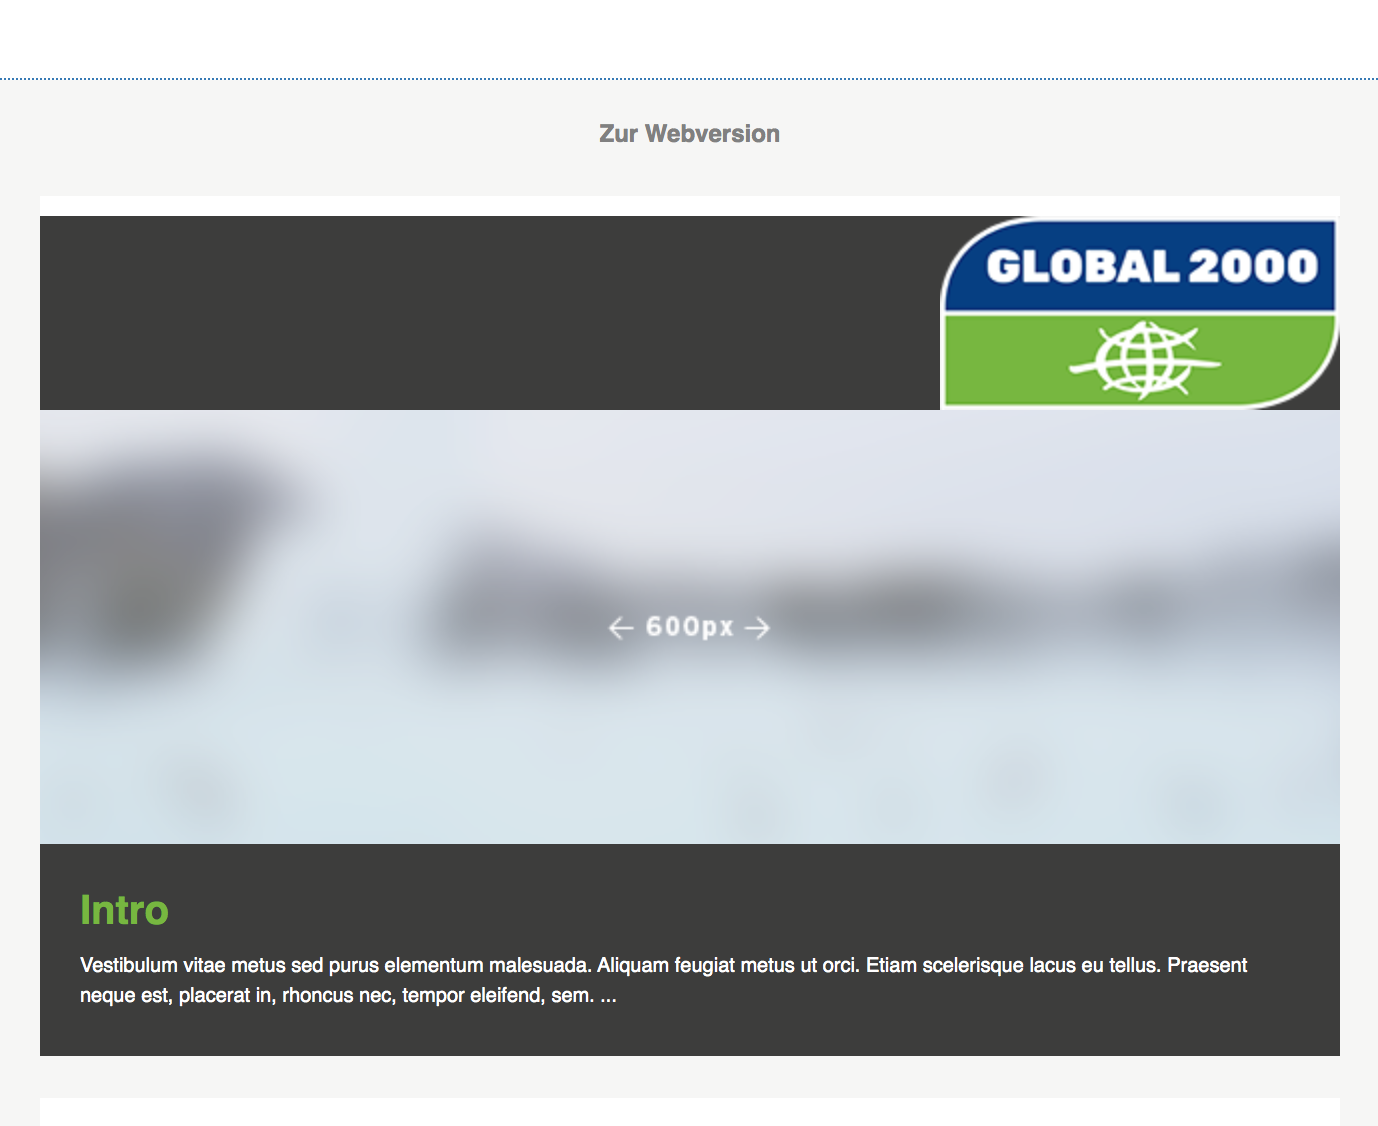 Zur Webversion
GLOBAL 2000
← 600px →
Intro
Vestibulum vitae metus sed purus elementum malesuada. Aliquam feugiat metus ut orci. Etiam scelerisque lacus eu tellus. Praesent
neque est, placerat in, rhoncus nec, tempor eleifend, sem. ...